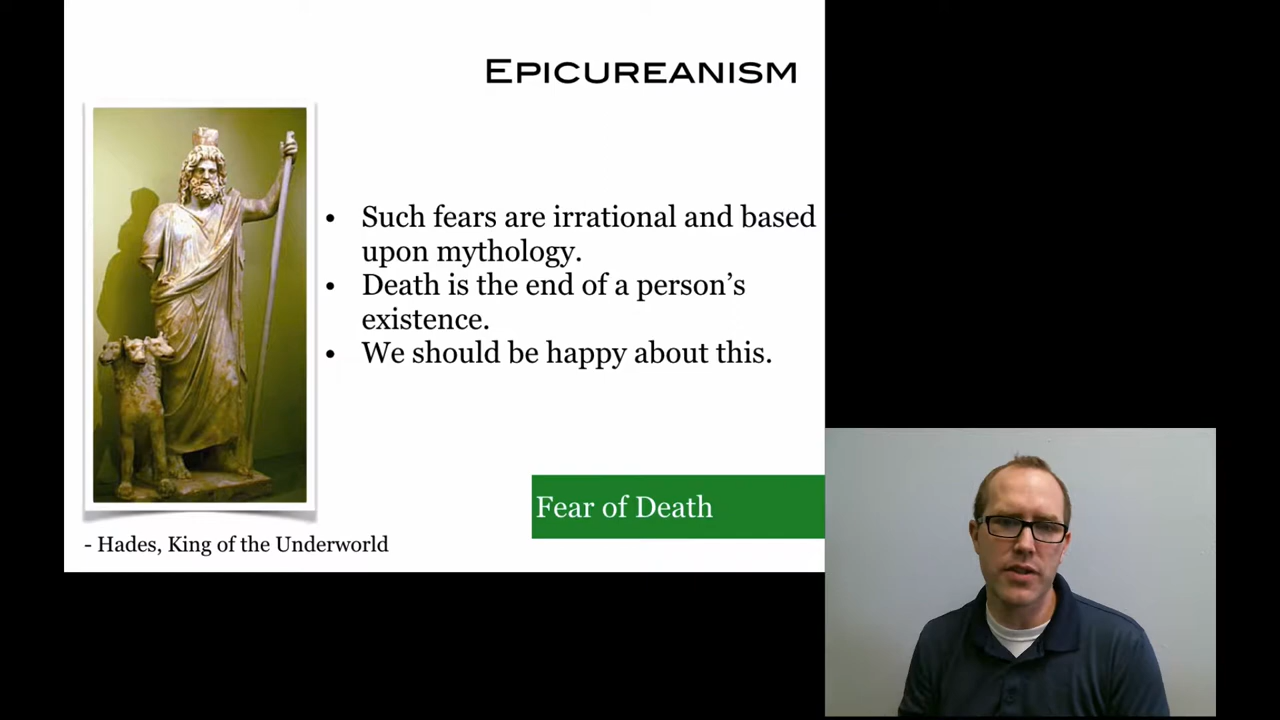 EPICUREANISM
• Such fears are irrational and based
upon mythology.
• Death is the end of a person’s
existence.
• We should be happy about this.
Fear of Death
- Hades, King of the Underworld